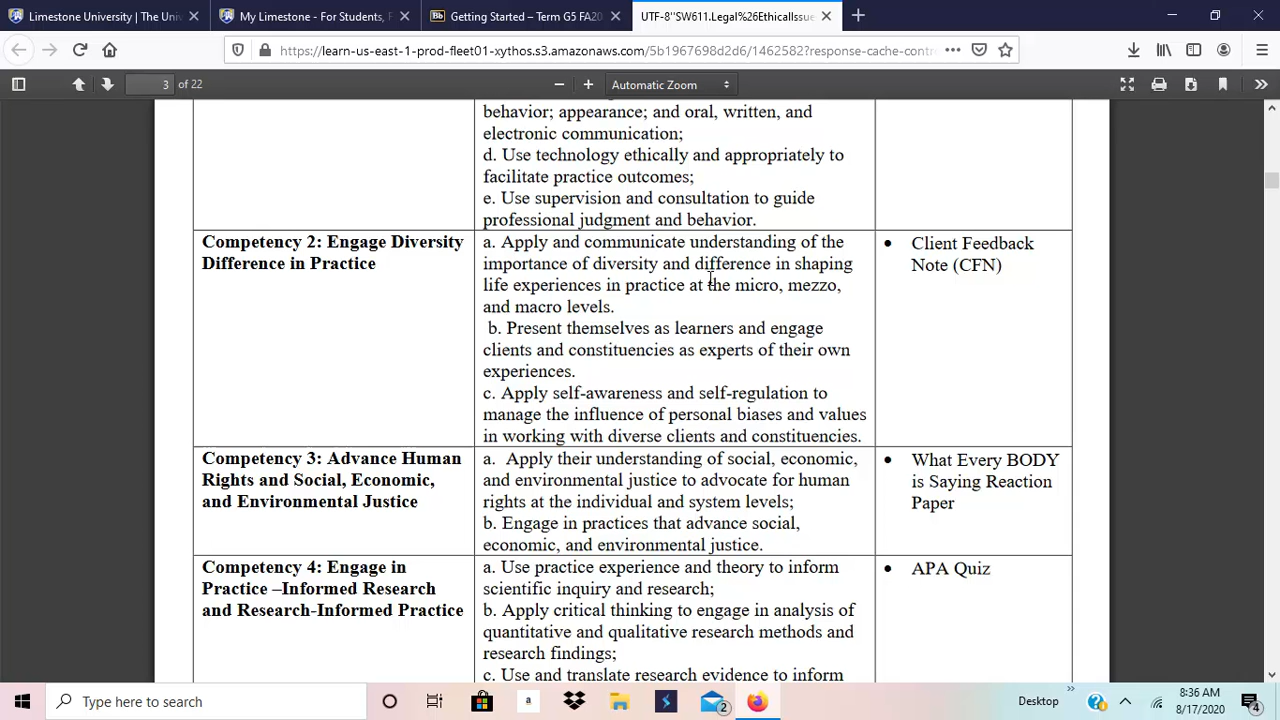 Limestone University | The Uni
My Limestone - For Students, F
Getting Started – Term G5 FA20
UTF-8''SW611.Legal%26EthicalIssue
https://learn-us-east-1-prod-fleet01-xythos.s3.amazonaws.com/5b1967698d2d6/1462582?response-cache-contr
3 of 22
Automatic Zoom
behavior; appearance; and oral, written, and
electronic communication;
d. Use technology ethically and appropriately to
facilitate practice outcomes;
e. Use supervision and consultation to guide
professional judgment and behavior.
Competency 2: Engage Diversity
Difference in Practice
a. Apply and communicate understanding of the
importance of diversity and difference in shaping
life experiences in practice at the micro, mezzo,
and macro levels.
b. Present themselves as learners and engage
clients and constituencies as experts of their own
experiences.
c. Apply self-awareness and self-regulation to
manage the influence of personal biases and values
in working with diverse clients and constituencies.
• Client Feedback
Note (CFN)
Competency 3: Advance Human
Rights and Social, Economic,
and Environmental Justice
a. Apply their understanding of social, economic,
and environmental justice to advocate for human
rights at the individual and system levels;
b. Engage in practices that advance social,
economic, and environmental justice.
• What Every BODY
is Saying Reaction
Paper
Competency 4: Engage in
Practice –Informed Research
and Research-Informed Practice
a. Use practice experience and theory to inform
scientific inquiry and research;
b. Apply critical thinking to engage in analysis of
quantitative and qualitative research methods and
research findings;
c. Use and translate research evidence to inform
• APA Quiz
Type here to search
a
2
Desktop
8:36 AM
8/17/2020
4